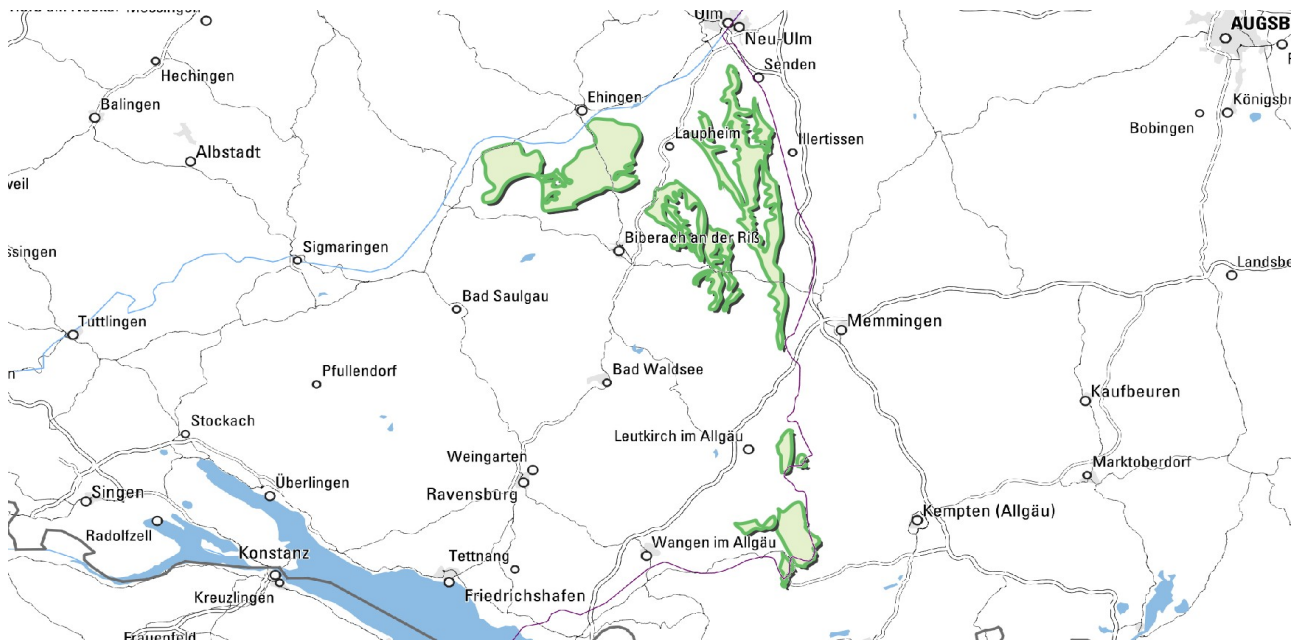 Ulm
AUGSB
Neu-Ulm
Hechingen
Senden
Ehingen
Balingen
Königsbr
Bobingen
Laupheim
Illertissen
Albstadt
weil
Biberach an der Riß
Sigmaringen
ssingen
Landsbe
Bad Saulgau
Tuttlingen
Memmingen
Bad Waldsee
Pfullendorf
n
Kaufbeuren
Stockach
Leutkirch im Allgäu
Weingarten
Marktoberdorf
Überlingen
Singen
Ravensburg
Kempten (Allgäu)
Radolfzell
Konstanz
Tettnang
Wangen im Allgäu
Kreuzlingen
Friedrichshafen
Frauenfeld